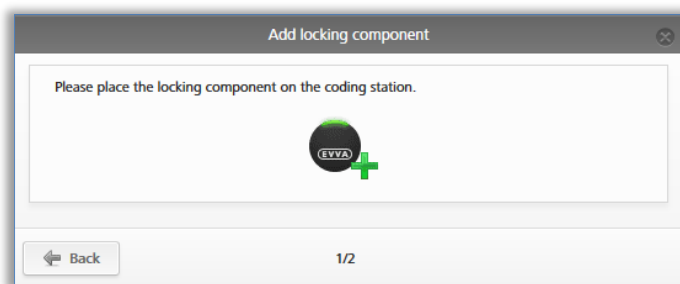 Add locking component
Please place the locking component on the coding station.
EVVA
Back
1/2